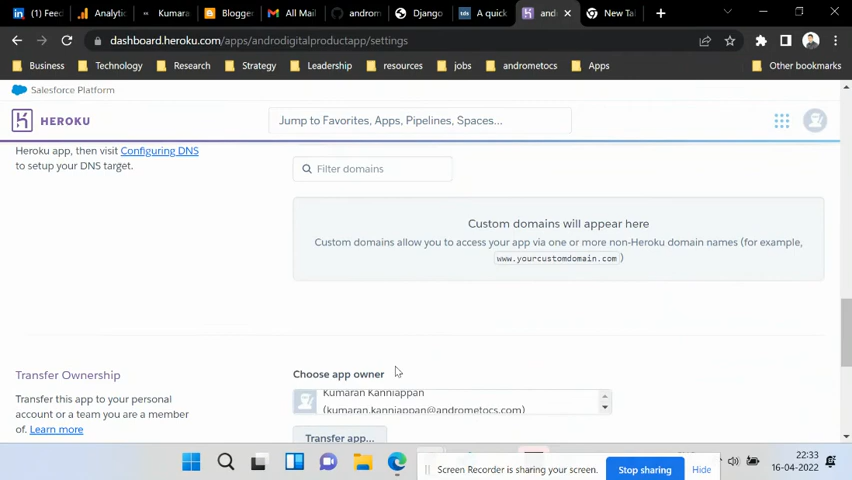 (1) Feed
Analytic
Kumara
Blogger
All Mail
androm
Django
tds
A quick
and
New Tal
dashboard.heroku.com/apps/androdigitalproductapp/settings
Business Technology Research Strategy Leadership resources jobs andrometocs Apps Other bookmarks
Salesforce Platform
HEROKU
Jump to Favorites, Apps, Pipelines, Spaces...
Heroku app, then visit Configuring DNS
to setup your DNS target.
Filter domains
Custom domains will appear here
Custom domains allow you to access your app via one or more non-Heroku domain names (for example,
www.yourcustomdomain.com )
Transfer Ownership
Transfer this app to your personal
account or a team you are a member
of. Learn more
Choose app owner
Kumaran Kanniappan
(kumaran.kanniappan@andrometocs.com)
Transfer app...
Screen Recorder is sharing your screen.
Stop sharing
Hide
22:33
16-04-2022